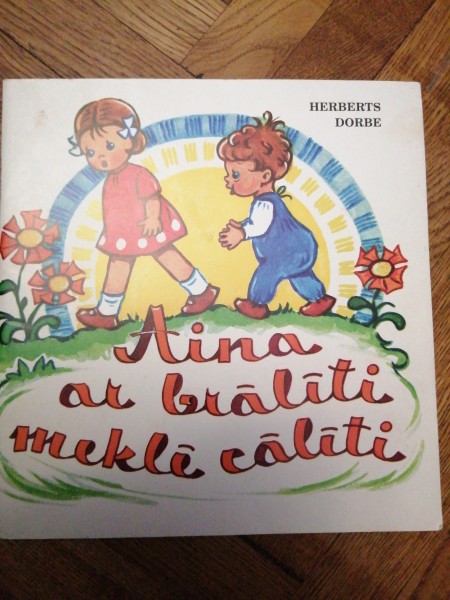 HERBERTS
DORBE
Aina
ar brālīti
meklē cālīti